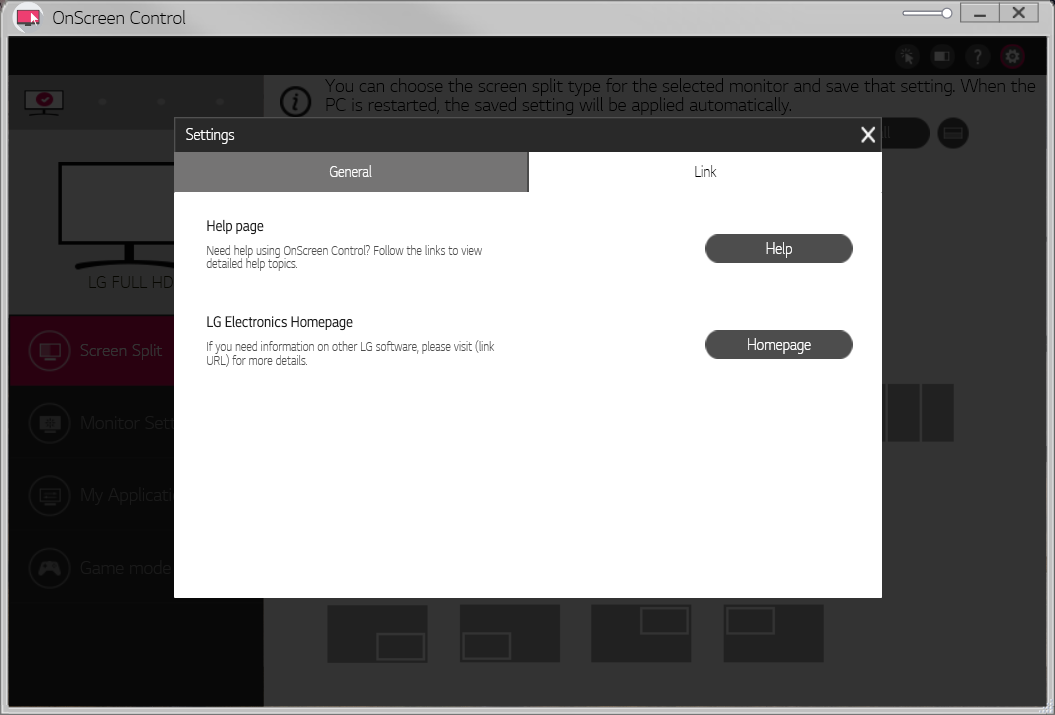 OnScreen Control
You can choose the screen split type for the selected monitor and save that setting. When the
PC is restarted, the saved setting will be applied automatically.
Settings
General
Link
LG FULL HD
Screen Split
Monitor Sett
My Applicati
Game mode
Help page
Need help using OnScreen Control? Follow the links to view
detailed help topics.
Help
LG Electronics Homepage
If you need information on other LG software, please visit (link
URL) for more details.
Homepage